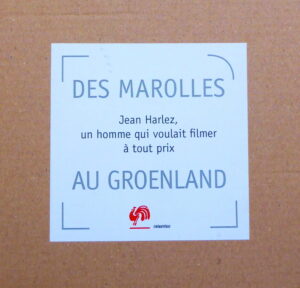 DES MAROLLES
Jean Harlez,
un homme qui voulait filmer
à tout prix
AU GROENLAND